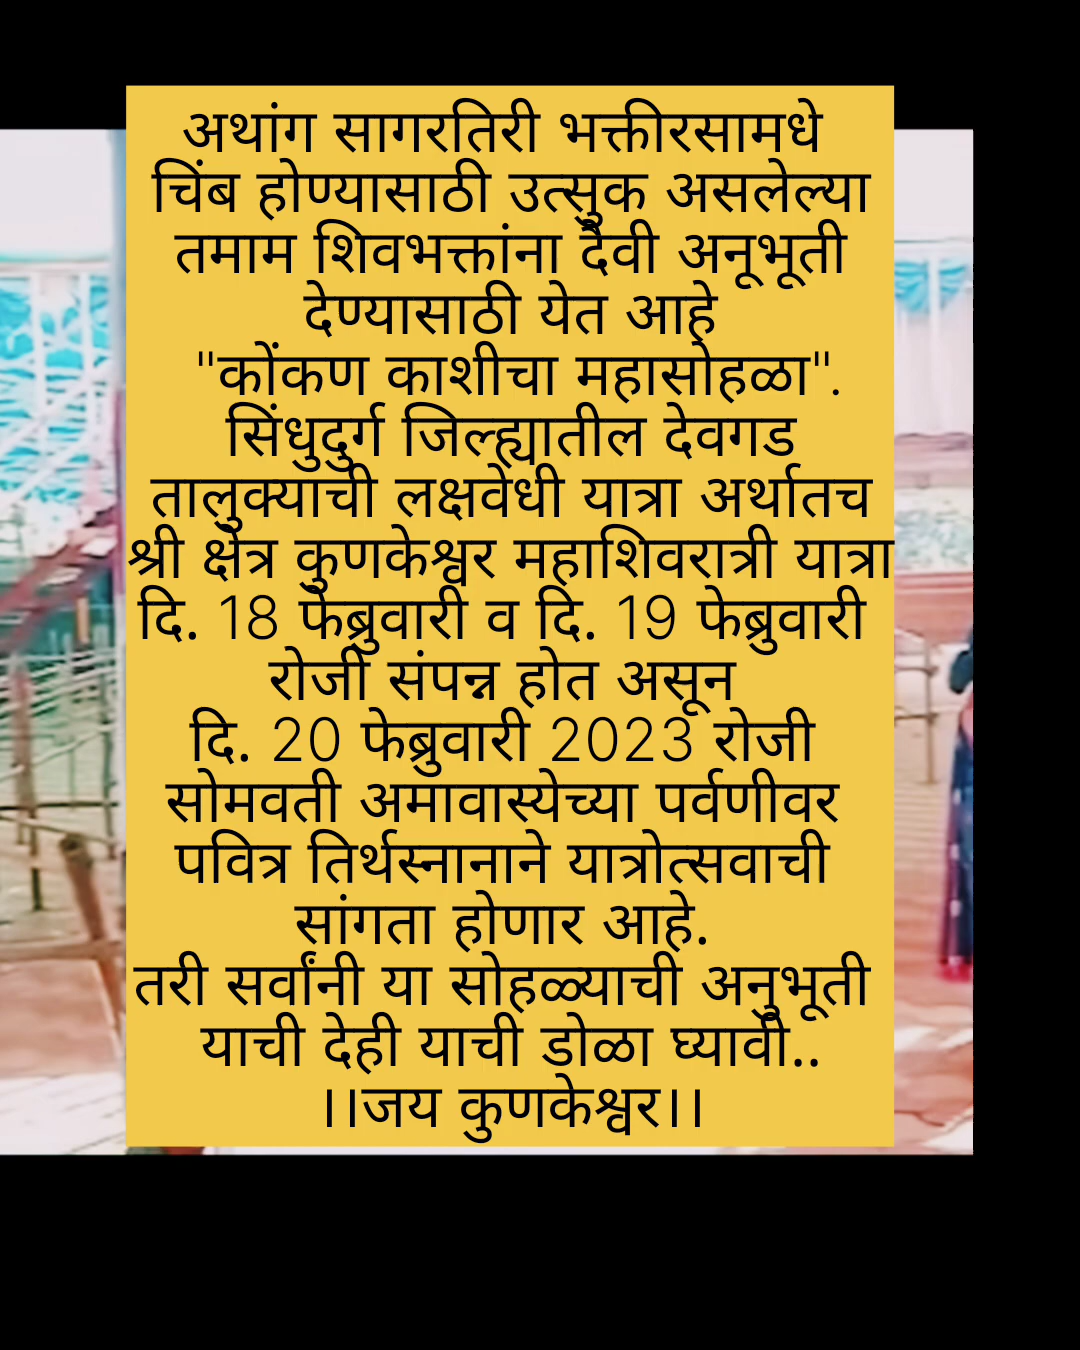 अथांग सागरतिरी भक्तीरसामधे
चिंब होण्यासाठी उत्सुक असलेल्या
तमाम शिवभक्तांना दैवी अनूभूती
देण्यासाठी येत आहे
"कोंकण काशीचा महासोहळा".
सिंधुदुर्ग जिल्ह्यातील देवगड
तालुक्याची लक्षवेधी यात्रा अर्थातच
श्री क्षेत्र कुणकेश्वर महाशिवरात्री यात्रा
दि. 18 फेब्रुवारी व दि. 19 फेब्रुवारी
रोजी संपन्न होत असून
दि. 20 फेब्रुवारी 2023 रोजी
सोमवती अमावास्येच्या पर्वणीवर
पवित्र तिर्थस्नानाने यात्रोत्सवाची
सांगता होणार आहे.
तरी सर्वांनी या सोहळ्याची अनुभूती
याची देही याची डोळा घ्यावी..
।।जय कुणकेश्वर।।